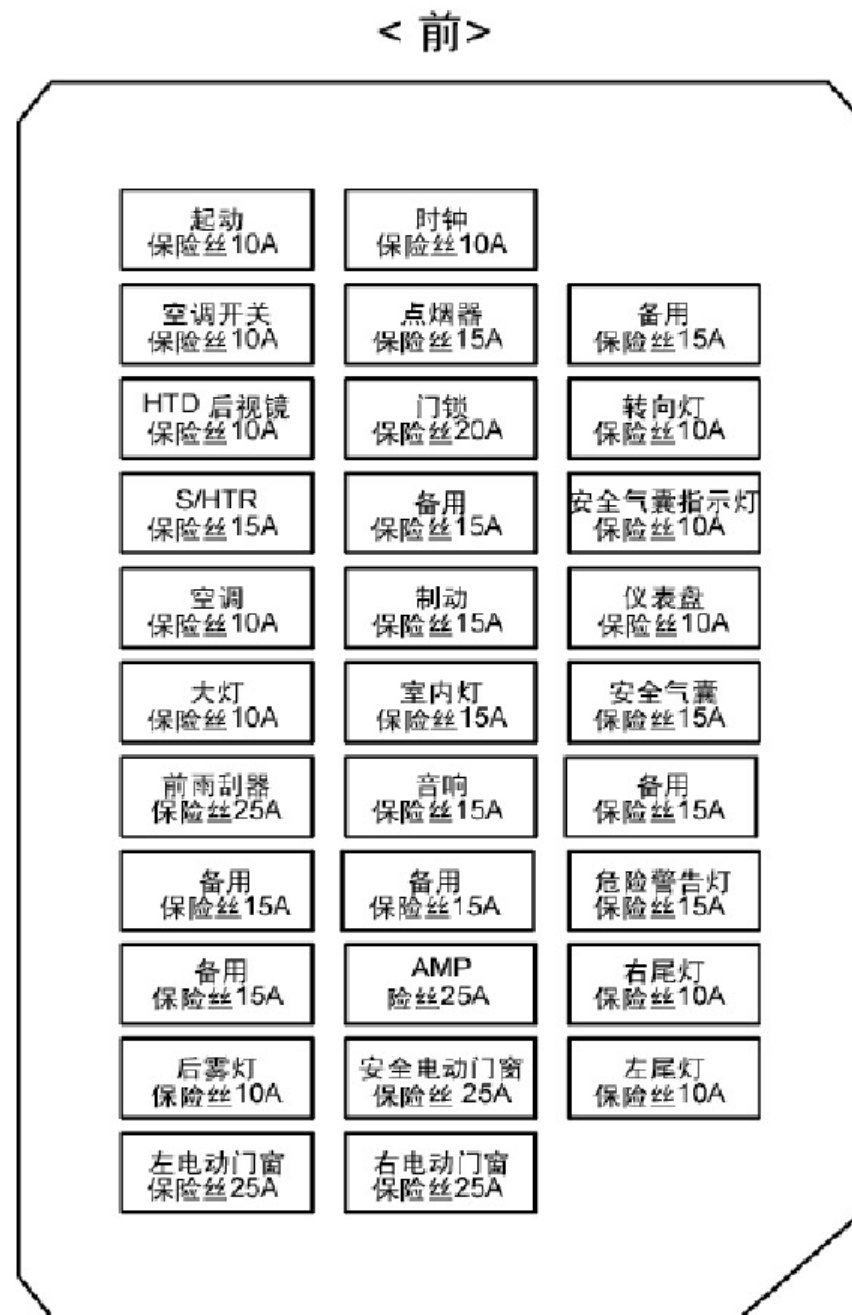 < 前>
起动
保险丝10A
时钟
保险丝10A
空调开关
保险丝10A
点烟器
保险丝15A
备用
保险丝15A
HTD 后视镜
保险丝10A
门锁
保险丝20A
转向灯
保险丝10A
S/HTR
保险丝15A
备用
保险丝15A
安全气囊指示灯
保险丝10A
空调
保险丝10A
制动
保险丝15A
仪表盘
保险丝10A
大灯
保险丝10A
室内灯
保险丝15A
安全气囊
保险丝15A
前雨刮器
保险丝25A
音响
保险丝15A
备用
保险丝15A
备用
保险丝15A
备用
保险丝15A
危险警告灯
保险丝15A
备用
保险丝15A
AMP
险丝25A
右尾灯
保险丝10A
后雾灯
保险丝10A
安全电动门窗
保险丝 25A
左尾灯
保险丝10A
左电动门窗
保险丝25A
右电动门窗
保险丝25A